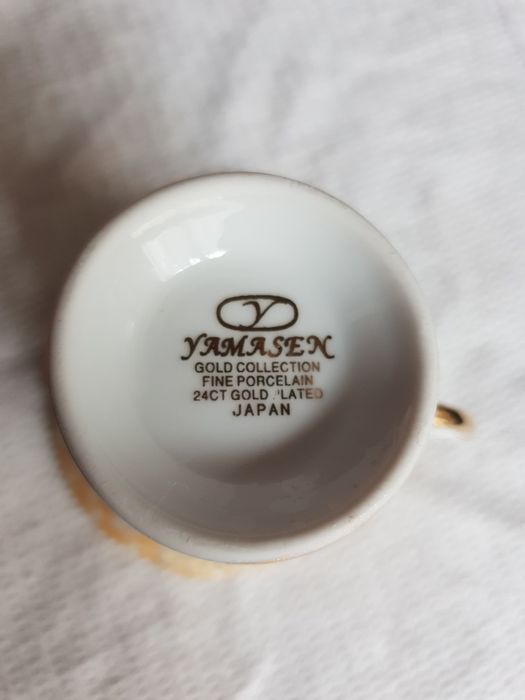 Y
YAMASEN
GOLD COLLECTION
FINE PORCELAIN
24CT GOLD PLATED
JAPAN